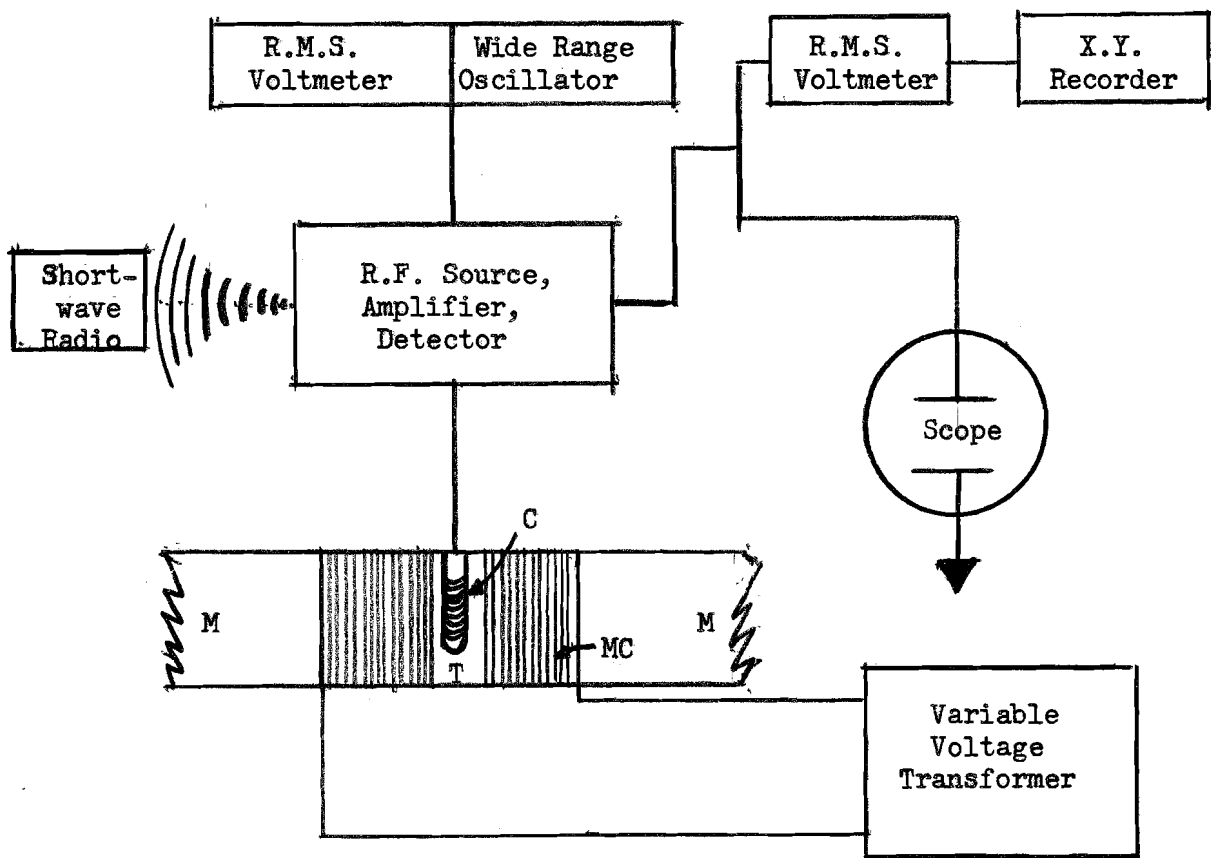 R.M.S.
Voltmeter
Wide Range
Oscillator
R.M.S.
Voltmeter
X.Y.
Recorder
Short-
wave
Radio
R.F. Source,
Amplifier,
Detector
Scope
C
M
M
MC
T
Variable
Voltage
Transformer